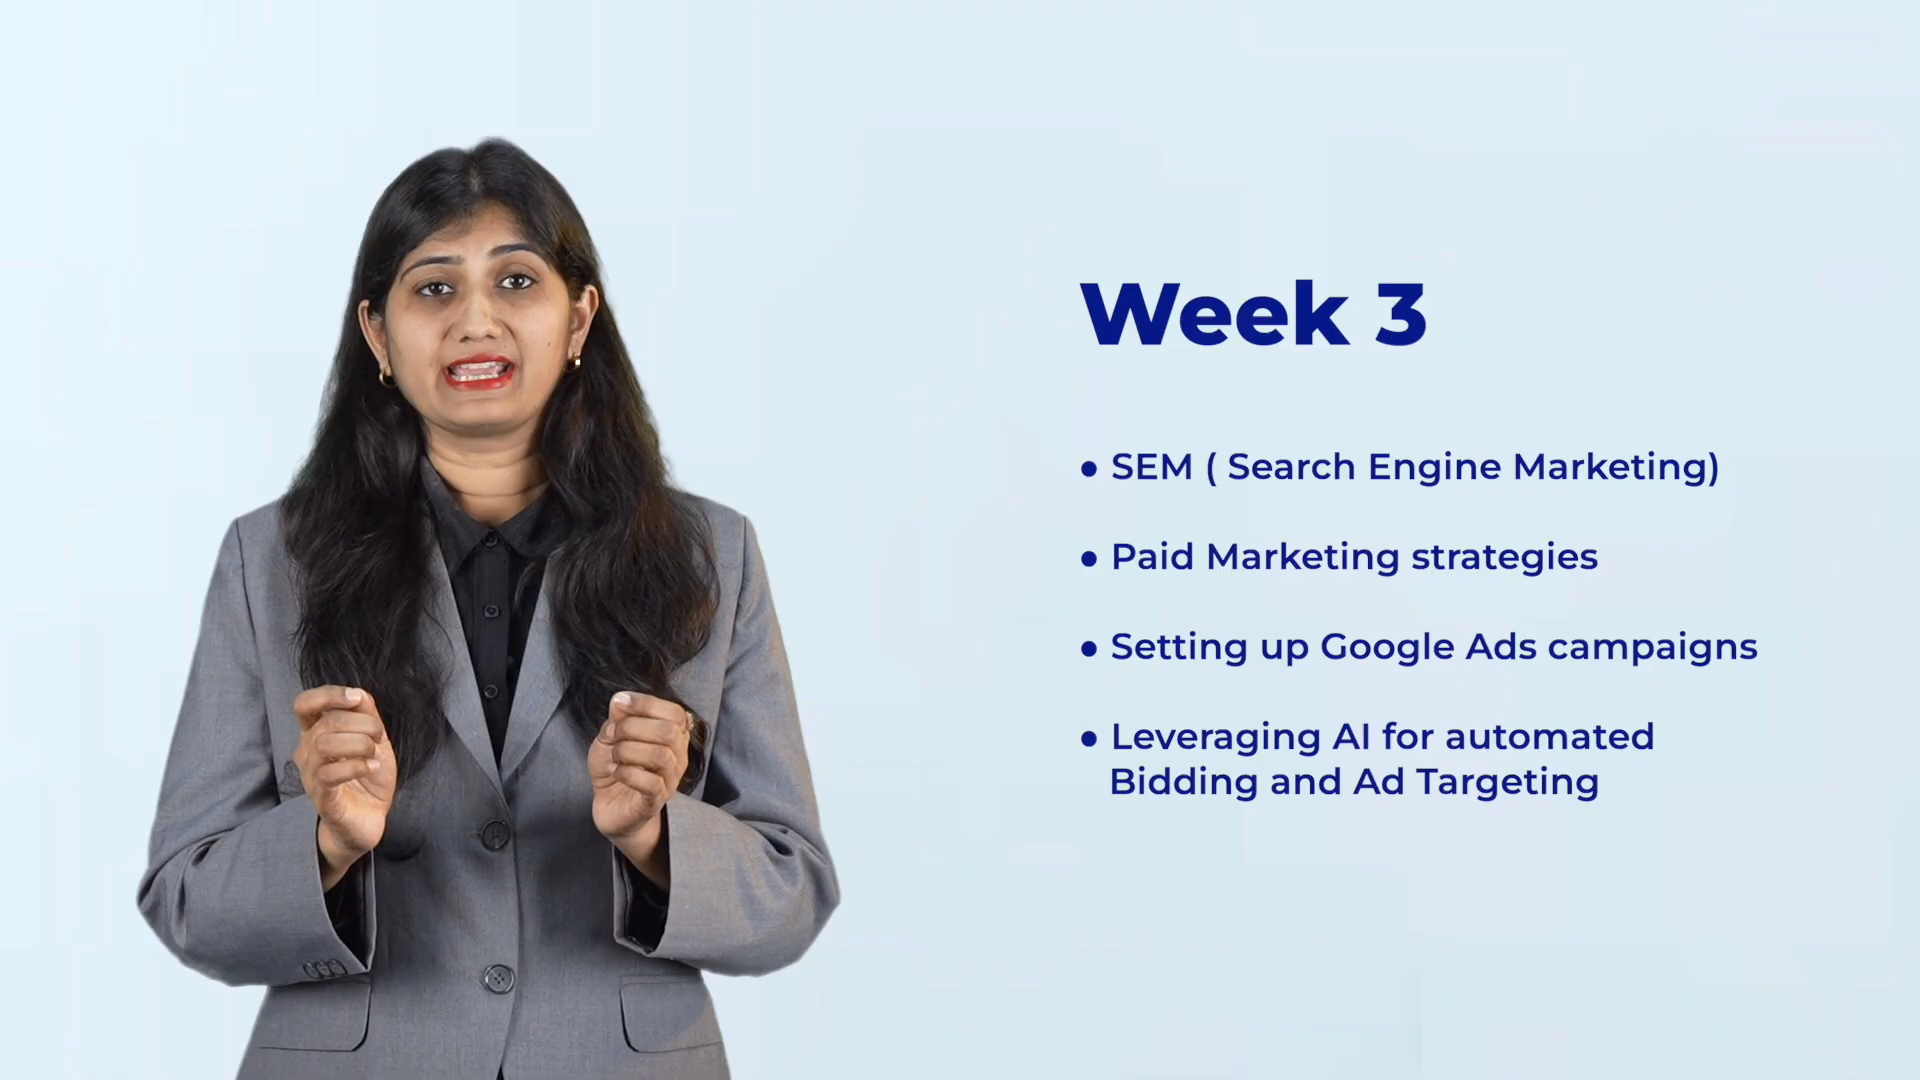 Week 3
• SEM ( Search Engine Marketing)
• Paid Marketing strategies
• Setting up Google Ads campaigns
• Leveraging AI for automated
Bidding and Ad Targeting